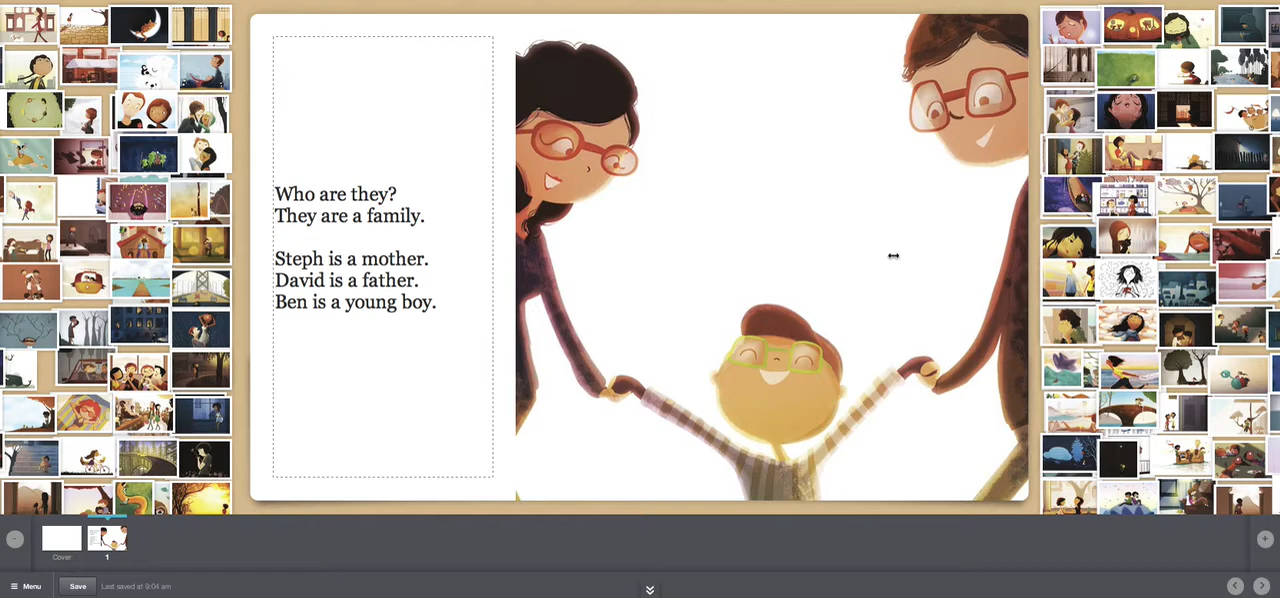 Who are they?
They are a family.
Steph is a mother.
David is a father.
Ben is a young boy.
Cover
1
Menu
Save
Last saved at 9:04 am